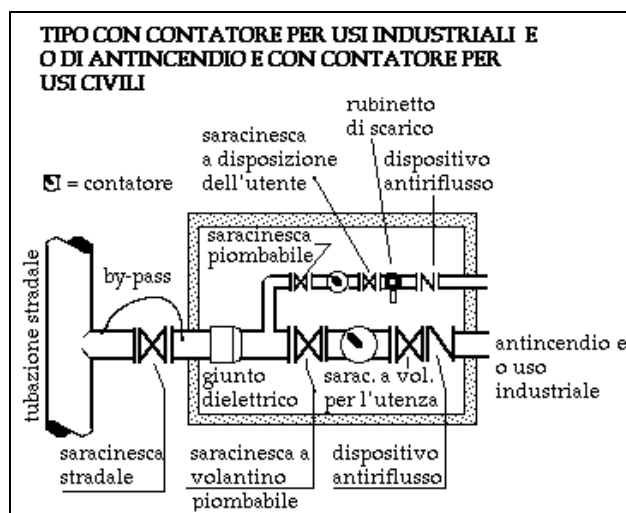 TIPO CON CONTATORE PER USI INDUSTRIALI E
O DI ANTINCENDIO E CON CONTATORE PER
USI CIVILI
rubinetto
di scarico
saracinesca
a disposizione
dell'utente
dispositivo
antiriflusso
= contatore
saracinesca
piombabile
by-pass
tubazione stradale
antincendio e
o uso
industriale
giunto
dielettrico
sarac. a vol.
per l'utenza
saracinesca
stradale
saracinesca a
volantino
piombabile
dispositivo
antiriflusso